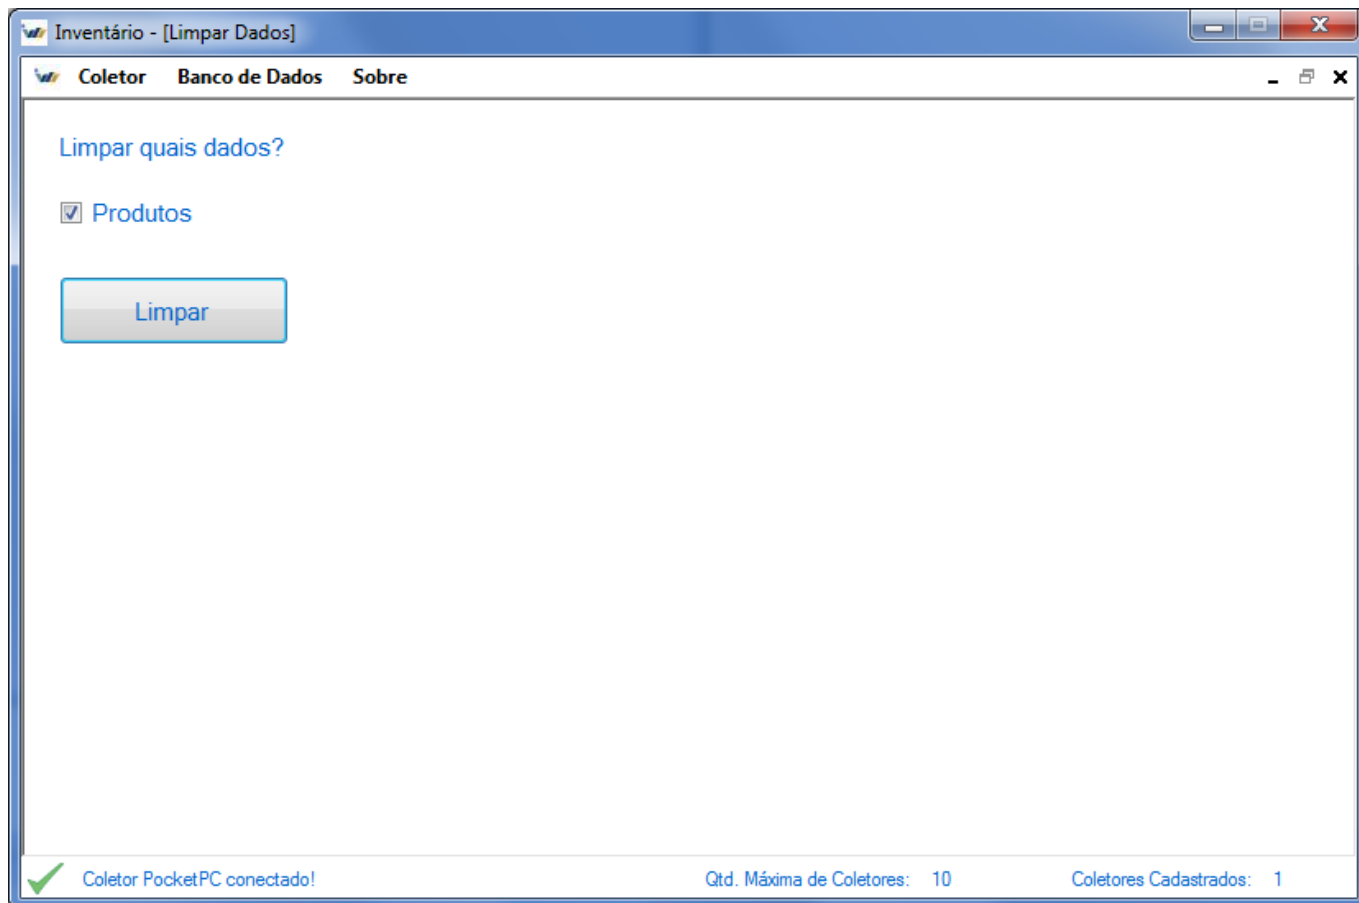 Inventário - [Limpar Dados]
Coletor Banco de Dados Sobre
Limpar quais dados?
Produtos
Limpar
Coletor PocketPC conectado! Qtd. Máxima de Coletores: 10 Coletores Cadastrados: 1